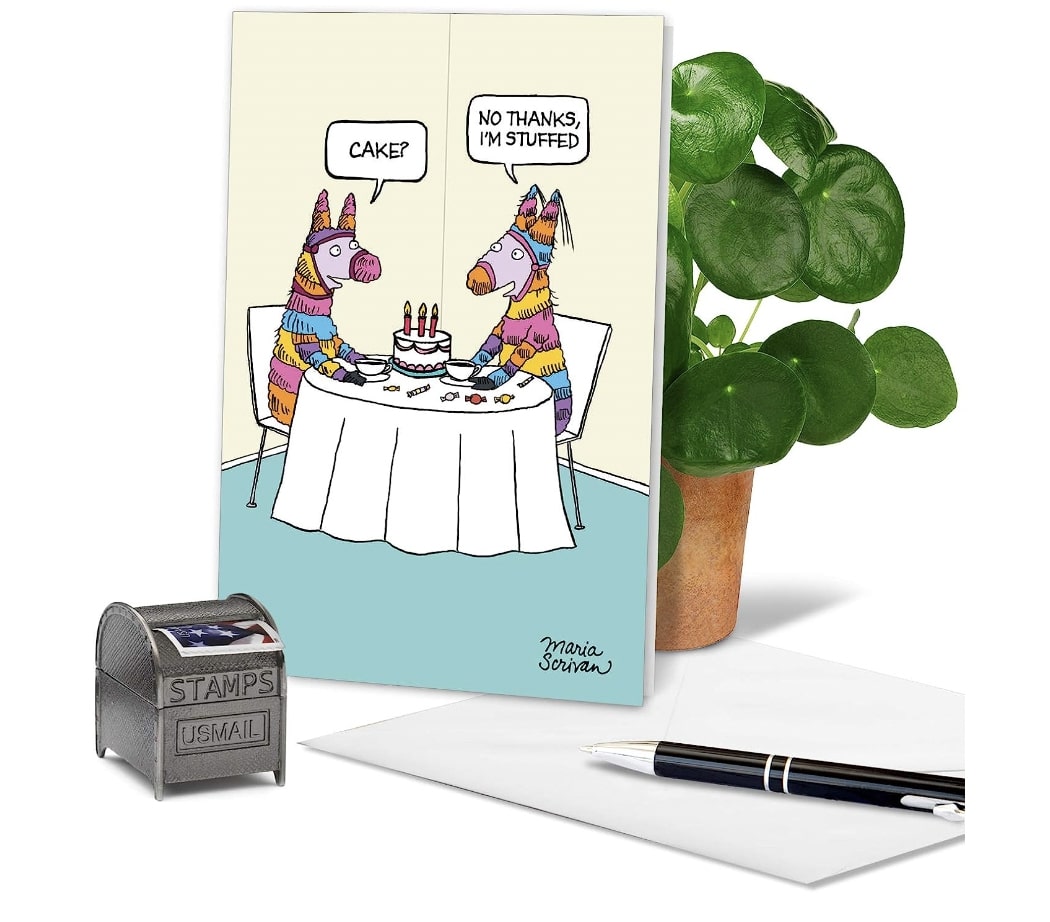 CAKE?
NO THANKS,
I'M STUFFED
Maria
Scrivan
STAMPS
USMAIL